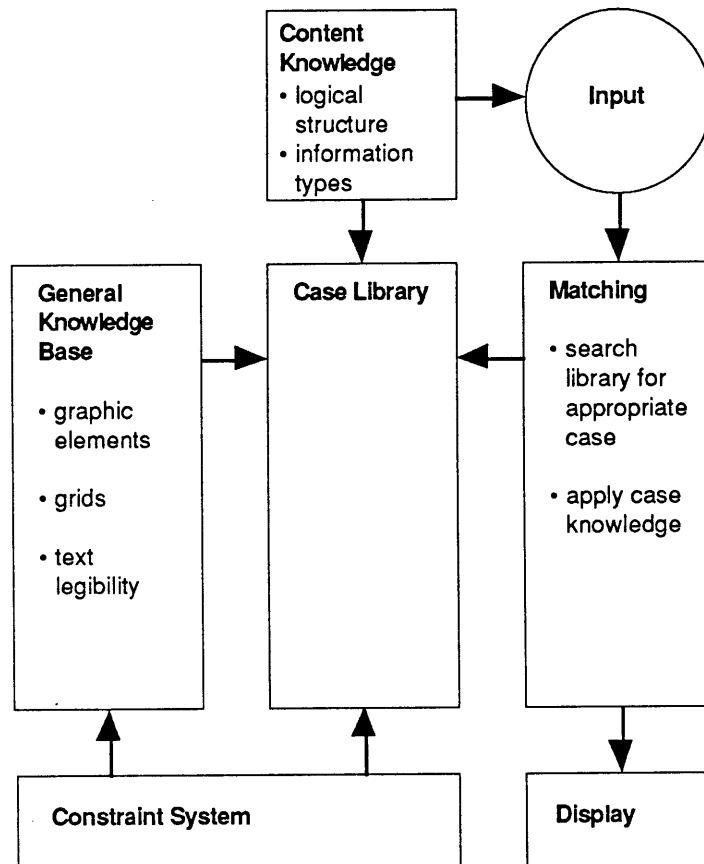 Content
Knowledge
• logical
structure
• information
types
Input
General
Knowledge
Base
• graphic
elements
• grids
• text
legibility
Case Library
Matching
• search
library for
appropriate
case
• apply case
knowledge
Constraint System
Display